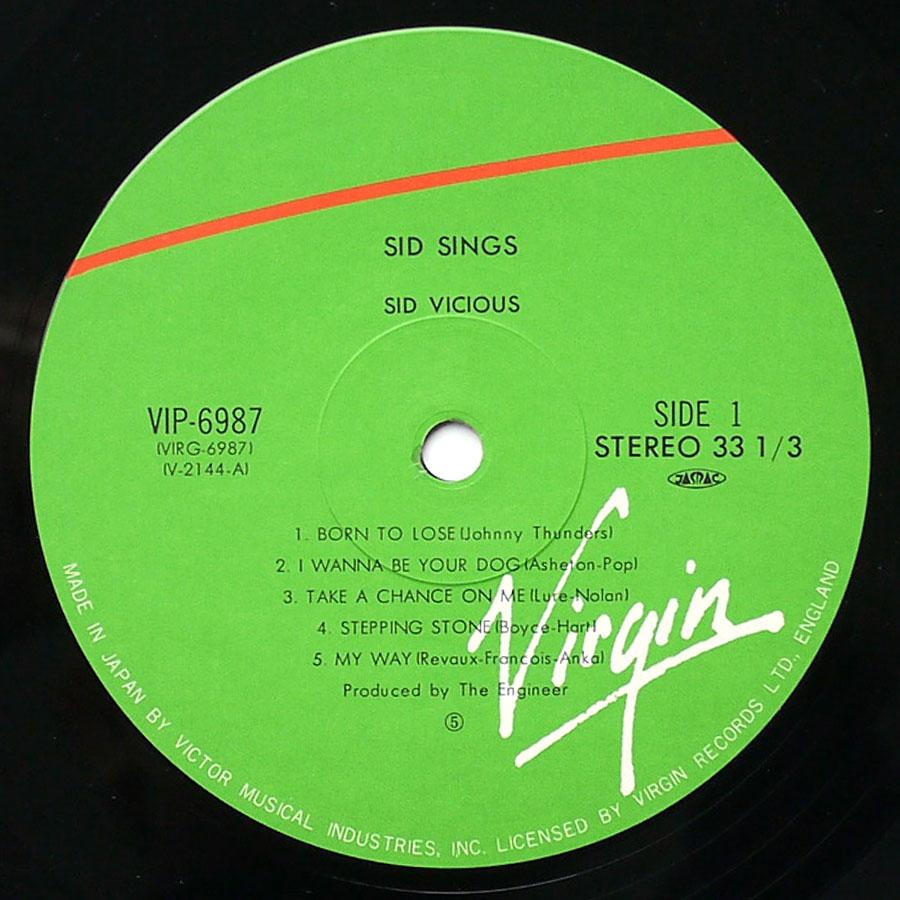 SID SINGS
SID VICIOUS
VIP-6987
(VIRG-6987)
(V-2144-A)
SIDE 1
STEREO 33 1/3
JASRAC
1. BORN TO LOSE (Johnny Thunders)
2. I WANNA BE YOUR DOG (Asheton-Pop)
3. TAKE A CHANCE ON ME (Lure-Nolan)
4. STEPPING STONE (Boyce-Hart)
5. MY WAY (Revaux-Francois-Anka)
Produced by The Engineer
⑤
Virgin
MADE IN JAPAN BY VICTOR MUSICAL INDUSTRIES, INC. LICENSED BY VIRGIN RECORDS LTD., ENGLAND